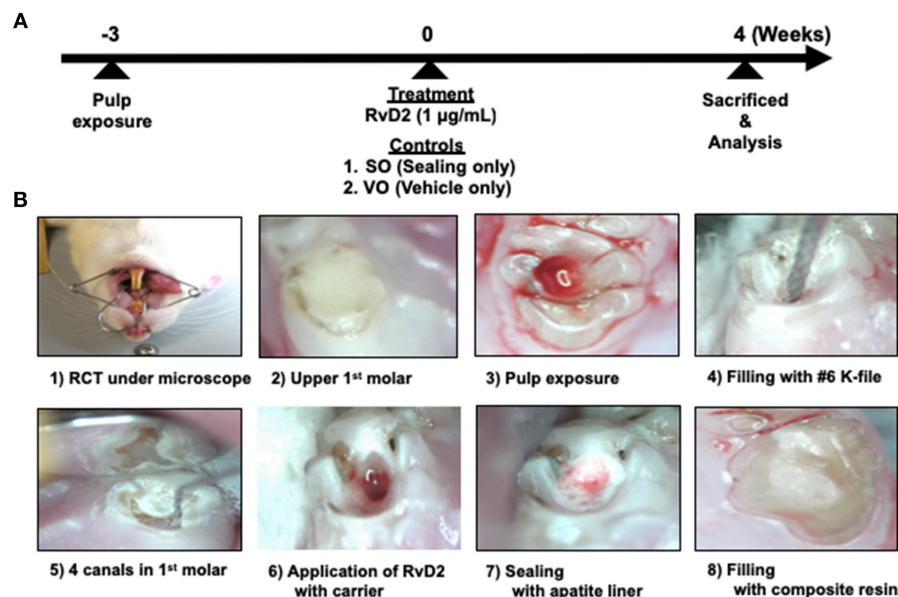 A
-3
0
4 (Weeks)
Pulp
exposure
Treatment
RvD2 (1 µg/mL)
Controls
1. SO (Sealing only)
2. VO (Vehicle only)
Sacrificed
&
Analysis
B
1) RCT under microscope
2) Upper 1st molar
3) Pulp exposure
4) Filling with #6 K-file
5) 4 canals in 1st molar
6) Application of RvD2
with carrier
7) Sealing
with apatite liner
8) Filling
with composite resin